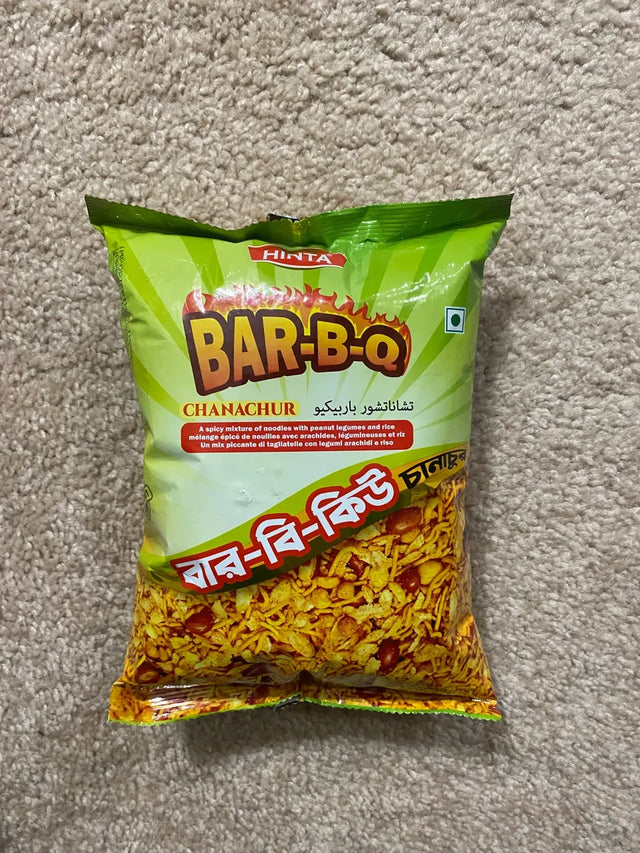 HINTA
BAR-B-Q
CHANACHUR تشاناتشور باربيكيو
A spicy mixture of noodles with peanut legumes and rice
mélange épicé de nouilles avec arachides, légumineuses et riz
Un mix piccante di tagliatelle con legumi arachidi e riso
বার-বি-কিউ চানাচুর